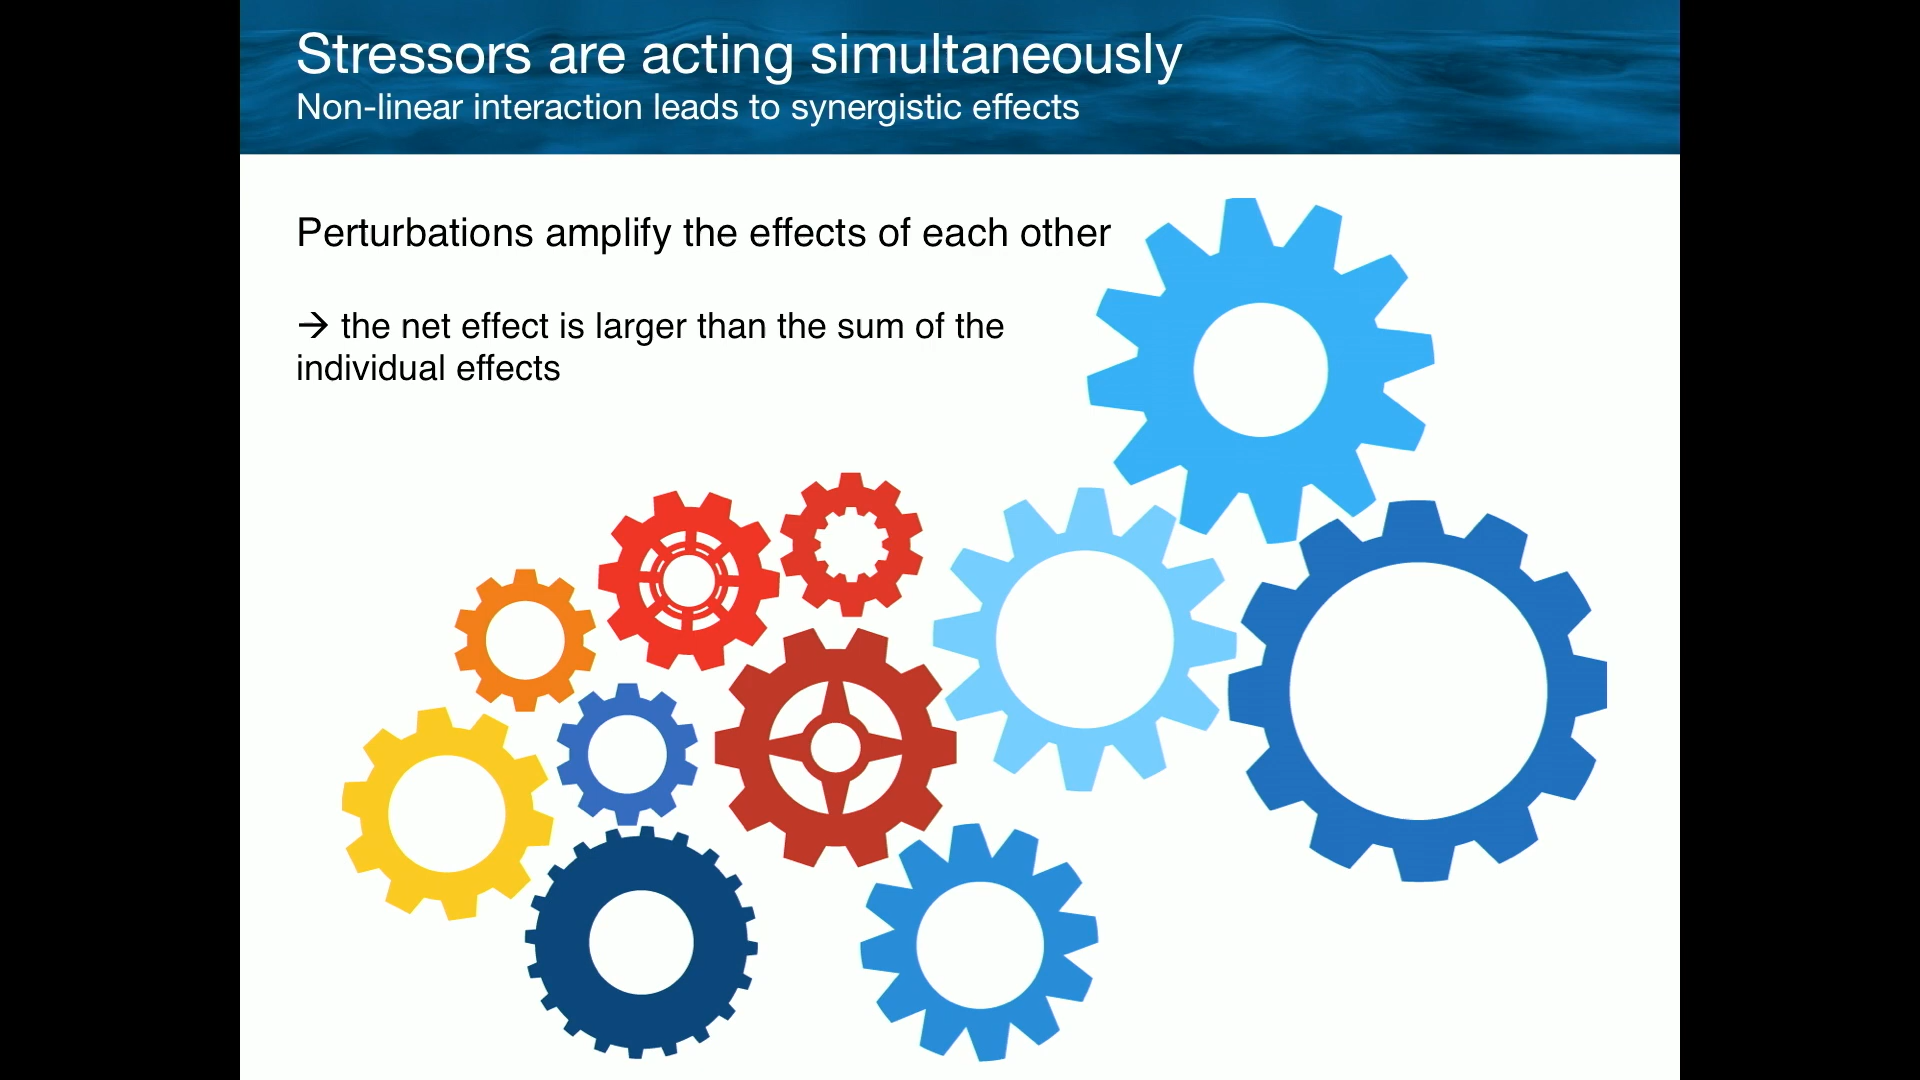 Stressors are acting simultaneously
Non-linear interaction leads to synergistic effects
Perturbations amplify the effects of each other
→ the net effect is larger than the sum of the
individual effects